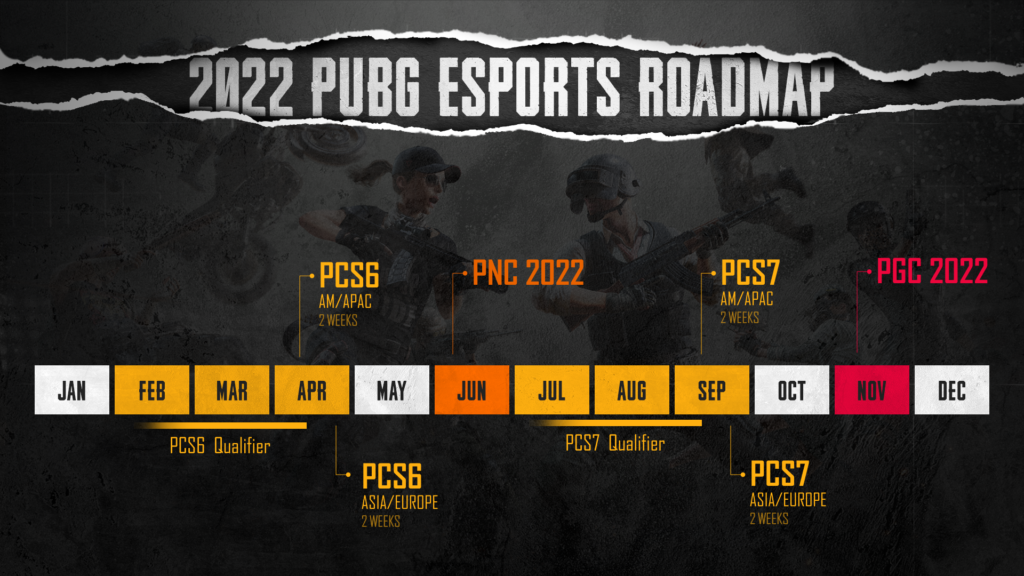 2022 PUBG ESPORTS ROADMAP
PCS6
AM/APAC
2 WEEKS
PNC 2022
PCS7
AM/APAC
2 WEEKS
PGC 2022
JAN FEB MAR APR MAY JUN JUL AUG SEP OCT NOV DEC
PCS6 Qualifier
PCS7 Qualifier
PCS6
ASIA/EUROPE
2 WEEKS
PCS7
ASIA/EUROPE
2 WEEKS